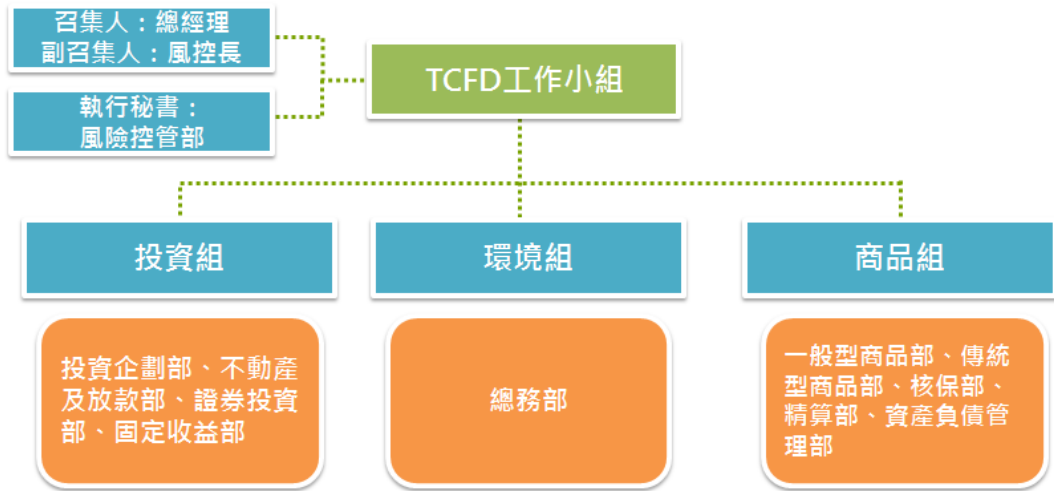 召集人：總經理
副召集人：風控長
TCFD工作小組
執行秘書：
風險控管部
投資組
環境組
商品組
投資企劃部、不動產
及放款部、證券投資
部、固定收益部
總務部
一般型商品部、傳統
型商品部、核保部、
精算部、資產負債管
理部